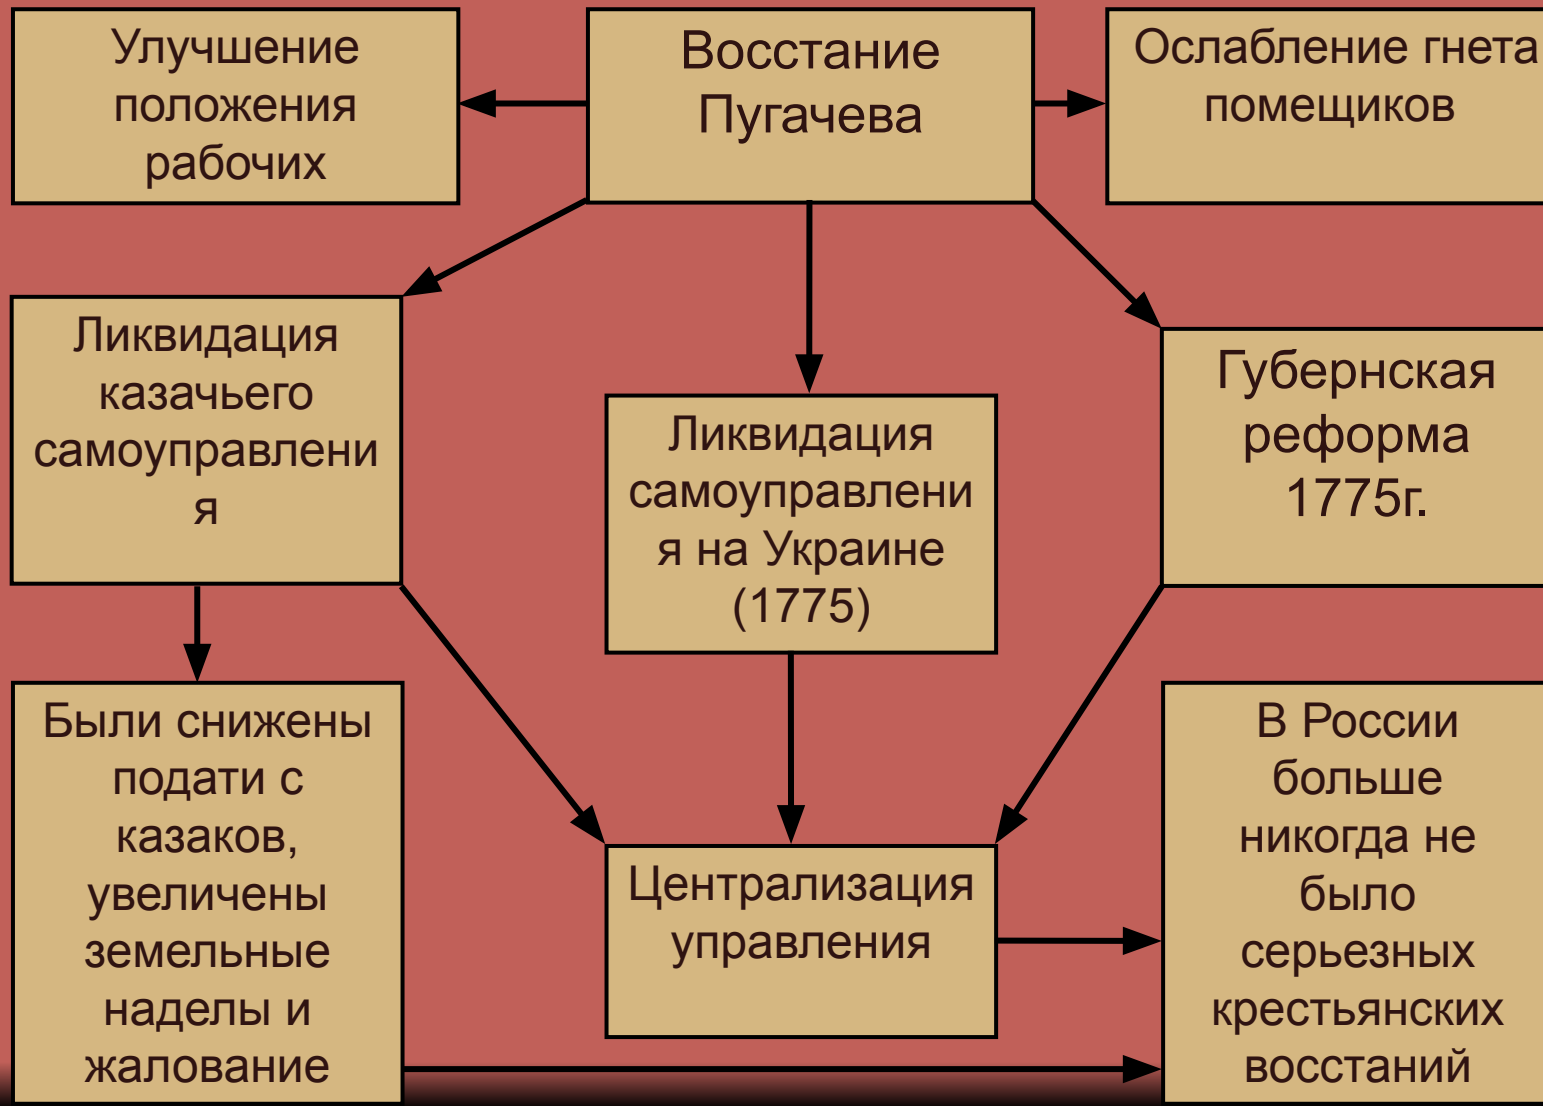 Улучшение
положения
рабочих
Восстание
Пугачева
Ослабление гнета
помещиков
Ликвидация
казачьего
самоуправлени
я
Ликвидация
самоуправлени
я на Украине
(1775)
Губернская
реформа
1775г.
Были снижены
подати с
казаков,
увеличены
земельные
наделы и
жалование
Централизация
управления
В России
больше
никогда не
было
серьезных
крестьянских
восстаний